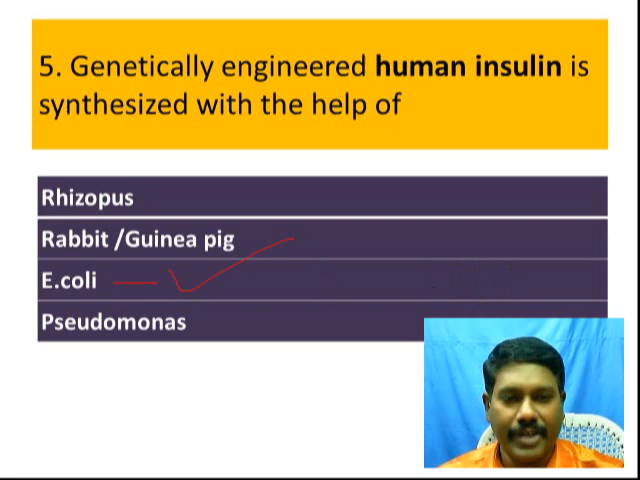 5. Genetically engineered human insulin is
synthesized with the help of
Rhizopus
Rabbit /Guinea pig
E.coli
Pseudomonas